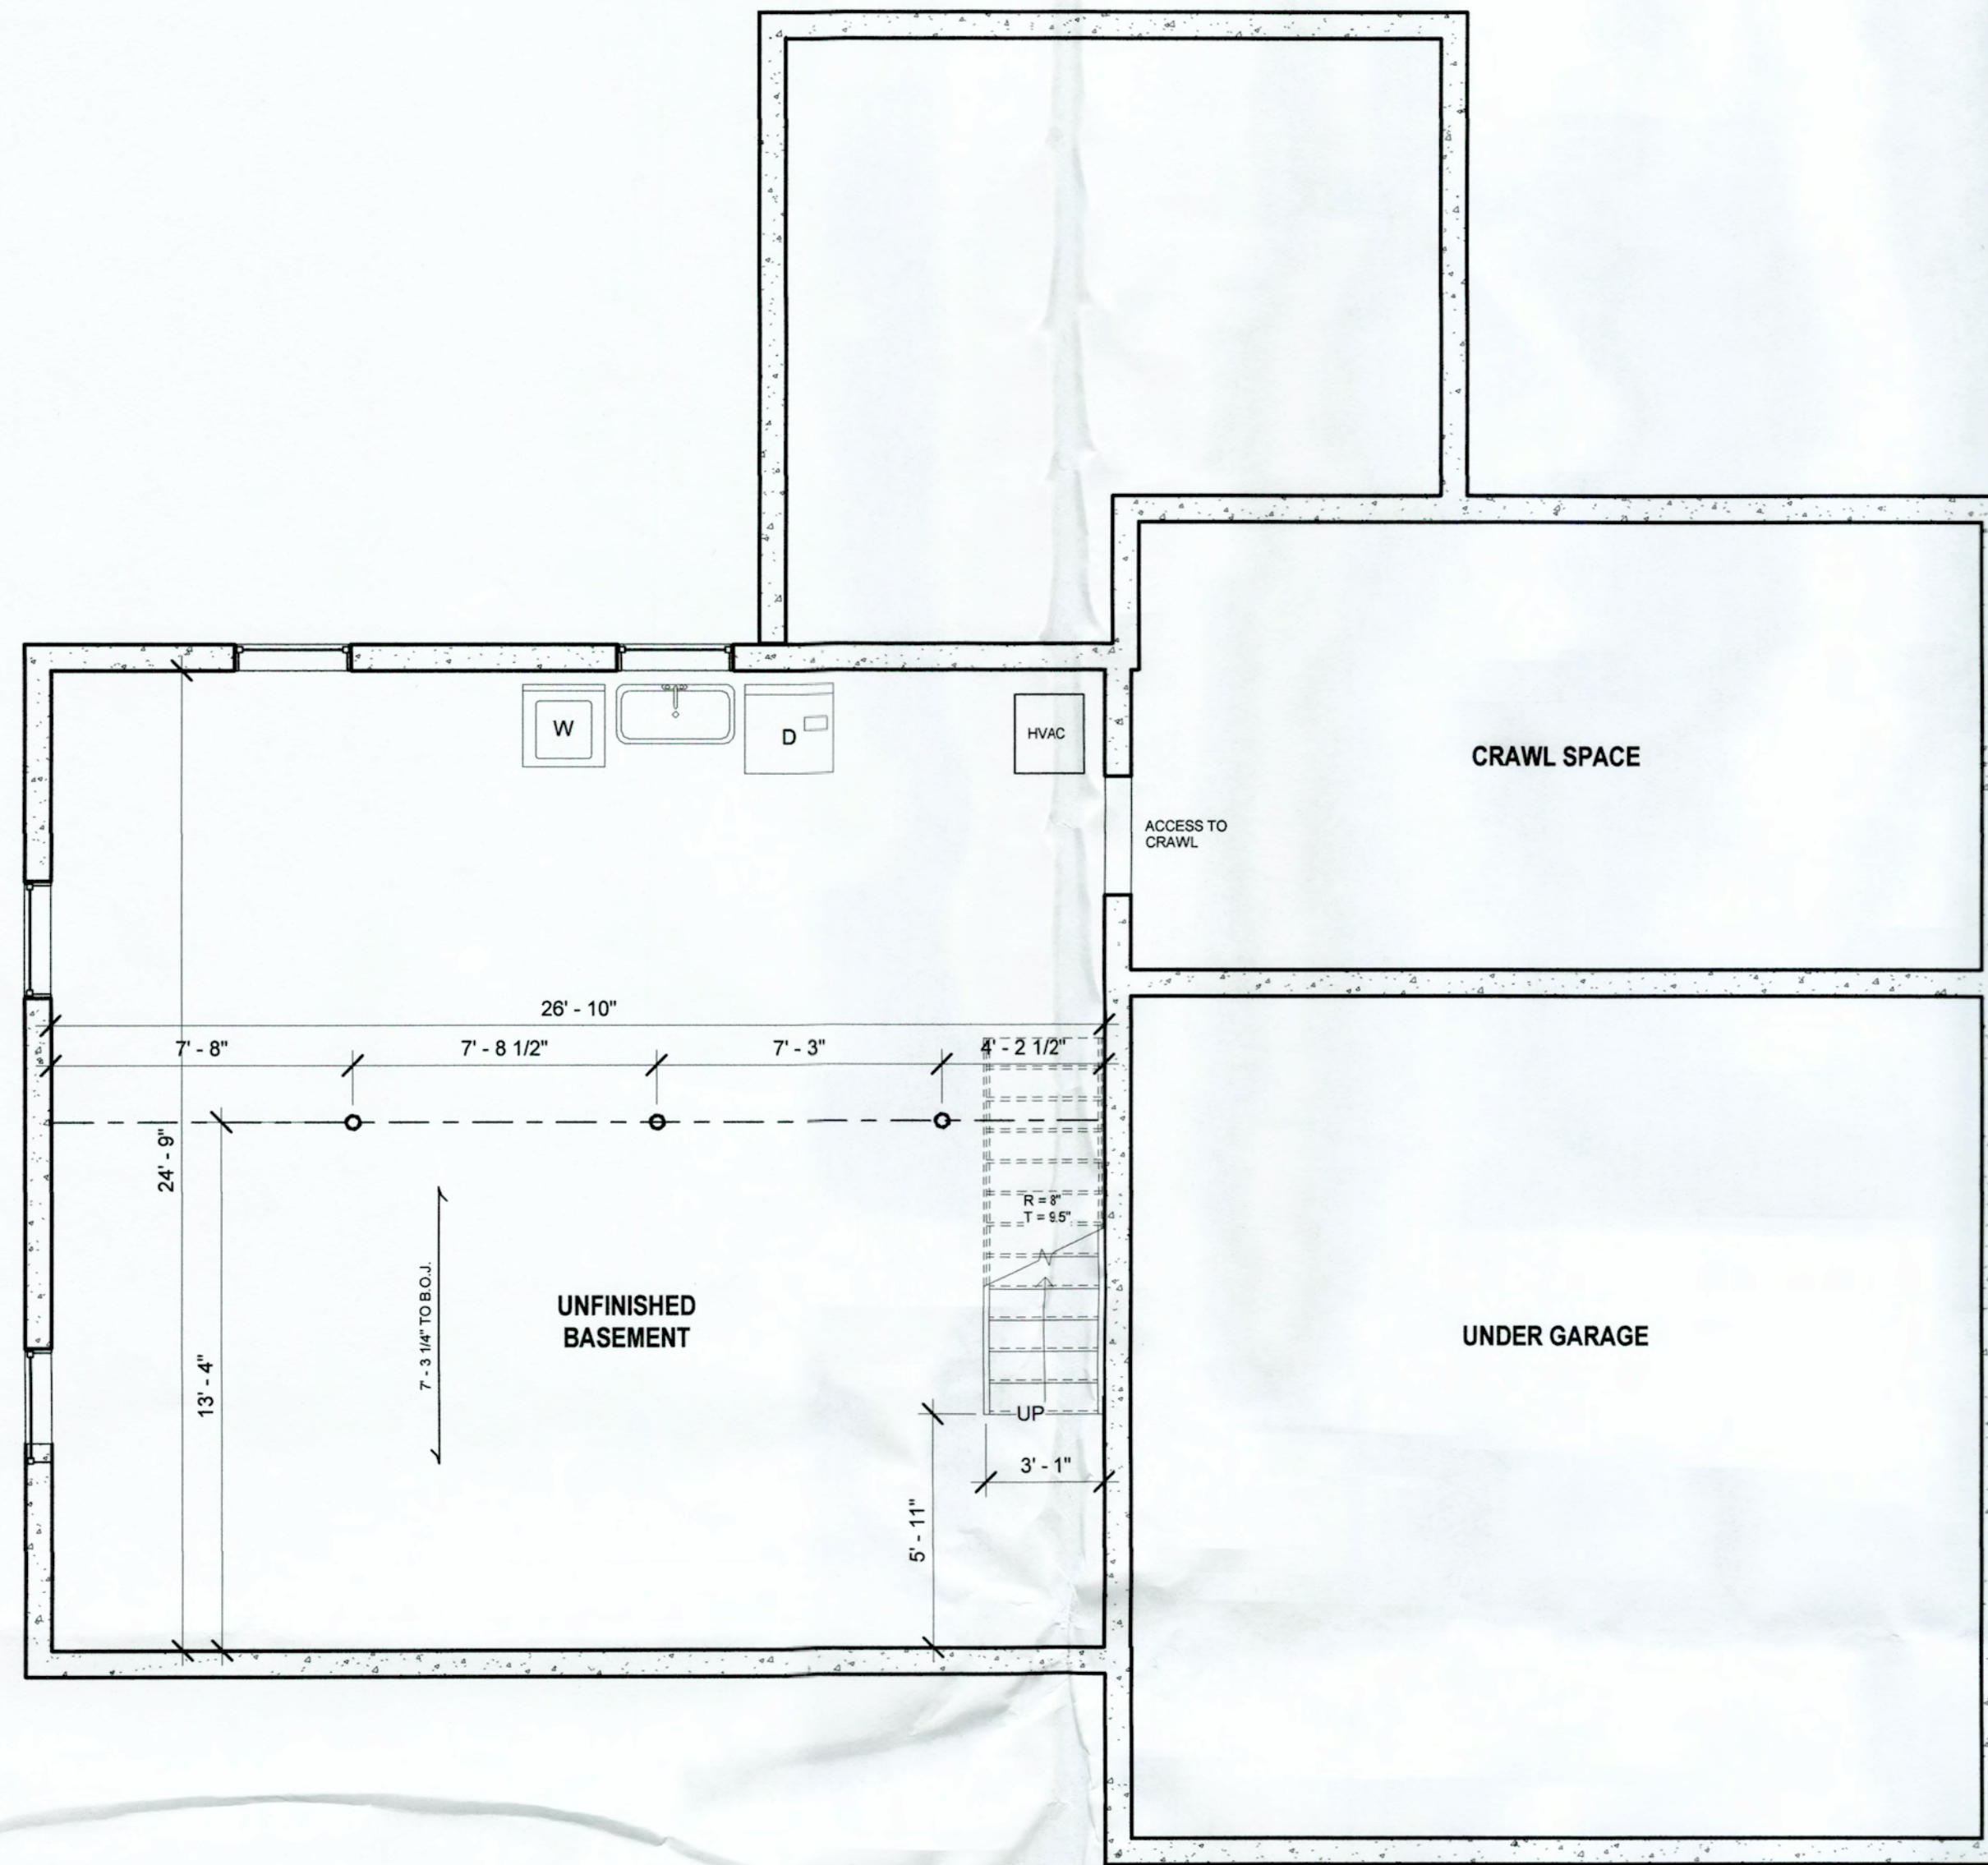 W
D
HVAC
CRAWL SPACE
ACCESS TO
CRAWL
26' - 10"
7' - 8"
7' - 8 1/2"
7' - 3"
4' - 2 1/2"
24' - 9"
R = 8"
T = 9.5"
7' - 3 1/4" TO B.O.J.
UNFINISHED
BASEMENT
UNDER GARAGE
13' - 4"
UP
3' - 1"
5' - 11"